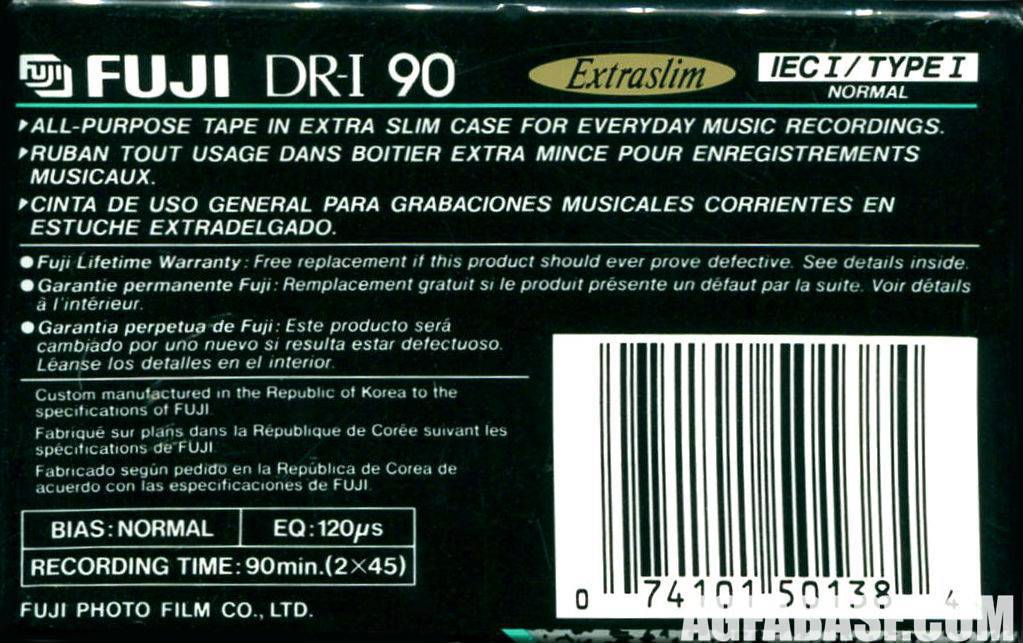 FUJI FUJI DR-I 90 Extraslim IEC I / TYPE I
NORMAL
ALL-PURPOSE TAPE IN EXTRA SLIM CASE FOR EVERYDAY MUSIC RECORDINGS.
RUBAN TOUT USAGE DANS BOITIER EXTRA MINCE POUR ENREGISTREMENTS
MUSICAUX.
CINTA DE USO GENERAL PARA GRABACIONES MUSICALES CORRIENTES EN
ESTUCHE EXTRADELGADO.
● Fuji Lifetime Warranty: Free replacement if this product should ever prove defective. See details inside.
● Garantie permanente Fuji: Remplacement gratuit si le produit présente un défaut par la suite. Voir détails
à l'intérieur.
● Garantia perpetua de Fuji: Este producto será
cambiado por uno nuevo si resulta estar defectuoso.
Léanse los detalles en el interior.
Custom manufactured in the Republic of Korea to the
specifications of FUJI.
Fabriqué sur plans dans la République de Corée suivant les
spécifications de FUJI.
Fabricado según pedido en la República de Corea de
acuerdo con las especificaciones de FUJI.
BIAS: NORMAL EQ: 120µs
RECORDING TIME: 90min. (2×45)
FUJI PHOTO FILM CO., LTD.
0 74101 50138 4
AGFABASE.COM